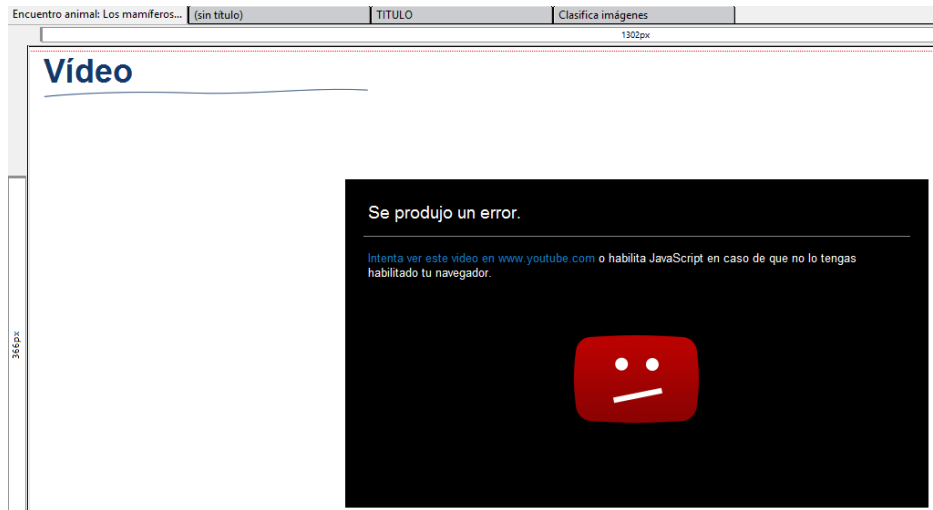 Encuentro animal: Los mamíferos... (sin título) TITULO Clasifica imágenes
1302px
Vídeo
Se produjo un error.
Intenta ver este video en www.youtube.com o habilita JavaScript en caso de que no lo tengas
habilitado tu navegador.
366px